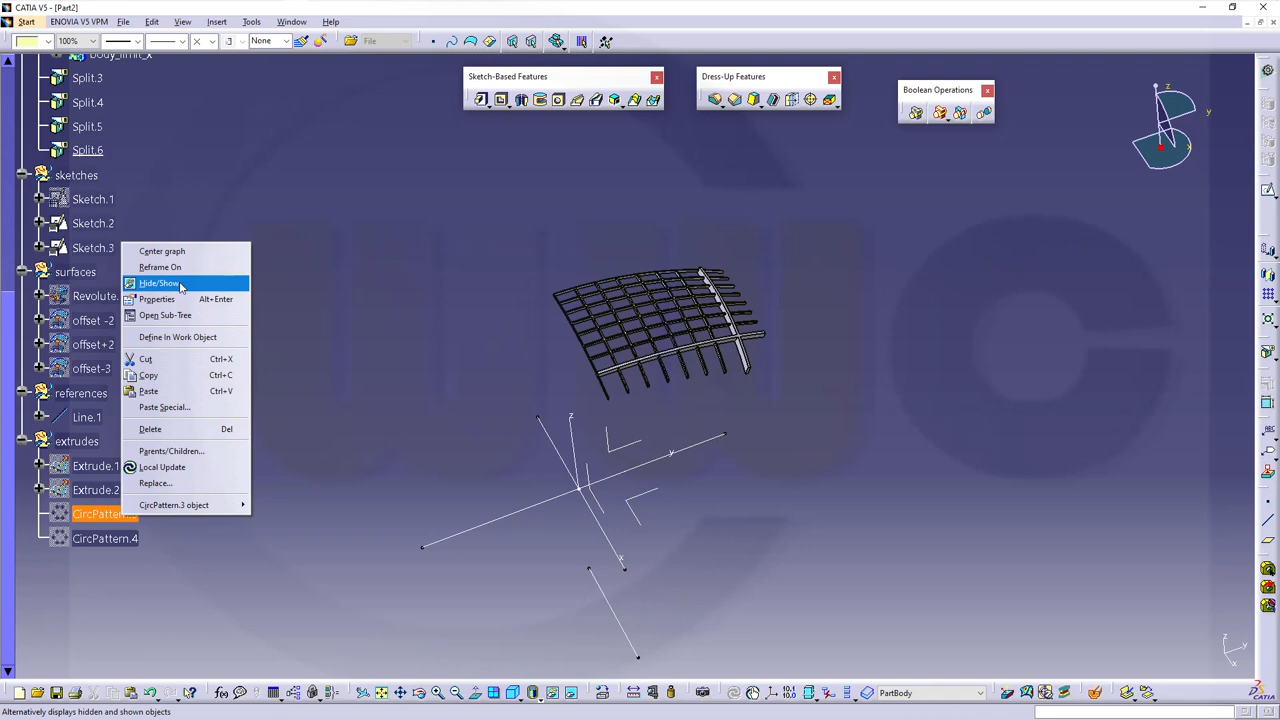 CATIA V5 - [Part2]
Start ENOVIA V5 VPM File Edit View Insert Tools Window Help
100% None File
Sketch-Based Features
Dress-Up Features
Boolean Operations
body_limit_x
Split.3
Split.4
Split.5
Split.6
sketches
Sketch.1
Sketch.2
Sketch.3
surfaces
Revolute.
offset -2
offset+2
offset-3
references
Line.1
extrudes
Extrude.1
Extrude.2
CircPattern.3
CircPattern.4
Center graph
Reframe On
Hide/Show
Properties Alt+Enter
Open Sub-Tree
Define In Work Object
Cut Ctrl+X
Copy Ctrl+C
Paste Ctrl+V
Paste Special...
Delete Del
Parents/Children...
Local Update
Replace...
CircPattern.3 object
z
y
x
z
y
x
z
y
x
PartBody
CATIA
Alternatively displays hidden and shown objects